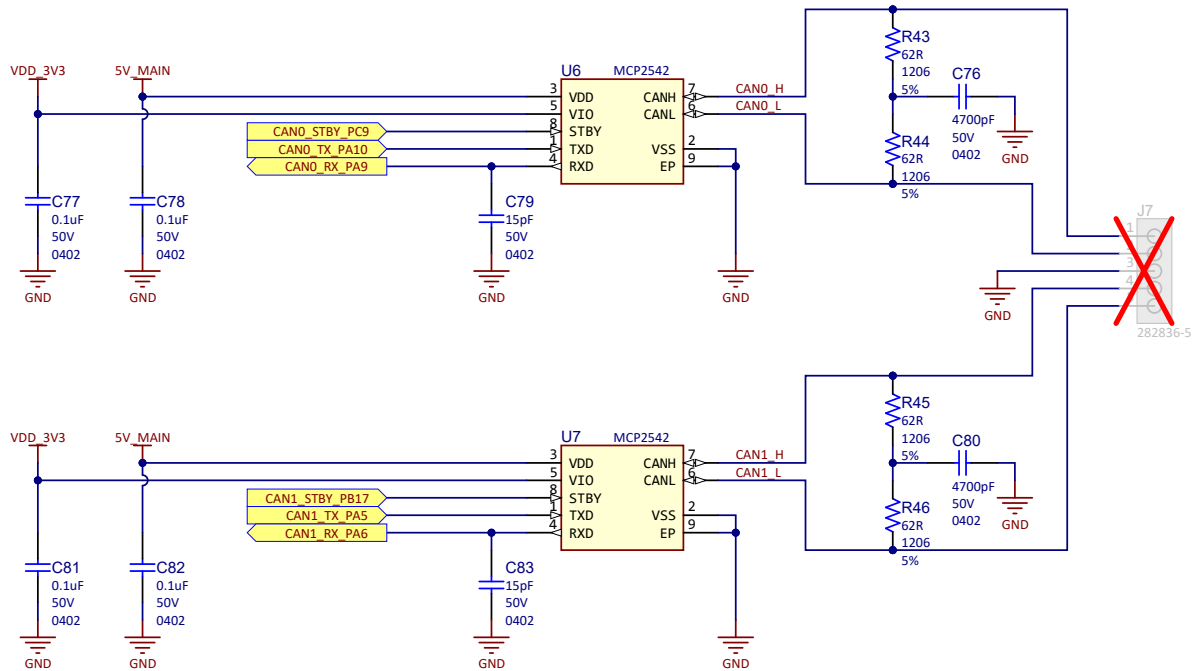 VDD_3V3
5V_MAIN
C77
0.1uF
50V
0402
GND
C78
0.1uF
50V
0402
GND
CAN0_STBY_PC9
CAN0_TX_PA10
CAN0_RX_PA9
C79
15pF
50V
0402
GND
U6
MCP2542
3
VDD
5
VIO
8
STBY
1
TXD
4
RXD
CANH
7
CANL
6
VSS
2
EP
9
GND
CAN0_H
CAN0_L
R43
62R
1206
5%
R44
62R
1206
5%
C76
4700pF
50V
0402
GND
J7
1
3
4
282836-5
GND
VDD_3V3
5V_MAIN
C81
0.1uF
50V
0402
GND
C82
0.1uF
50V
0402
GND
CAN1_STBY_PB17
CAN1_TX_PA5
CAN1_RX_PA6
C83
15pF
50V
0402
GND
U7
MCP2542
3
VDD
5
VIO
8
STBY
1
TXD
4
RXD
CANH
7
CANL
6
VSS
2
EP
9
GND
CAN1_H
CAN1_L
R45
62R
1206
5%
R46
62R
1206
5%
C80
4700pF
50V
0402
GND